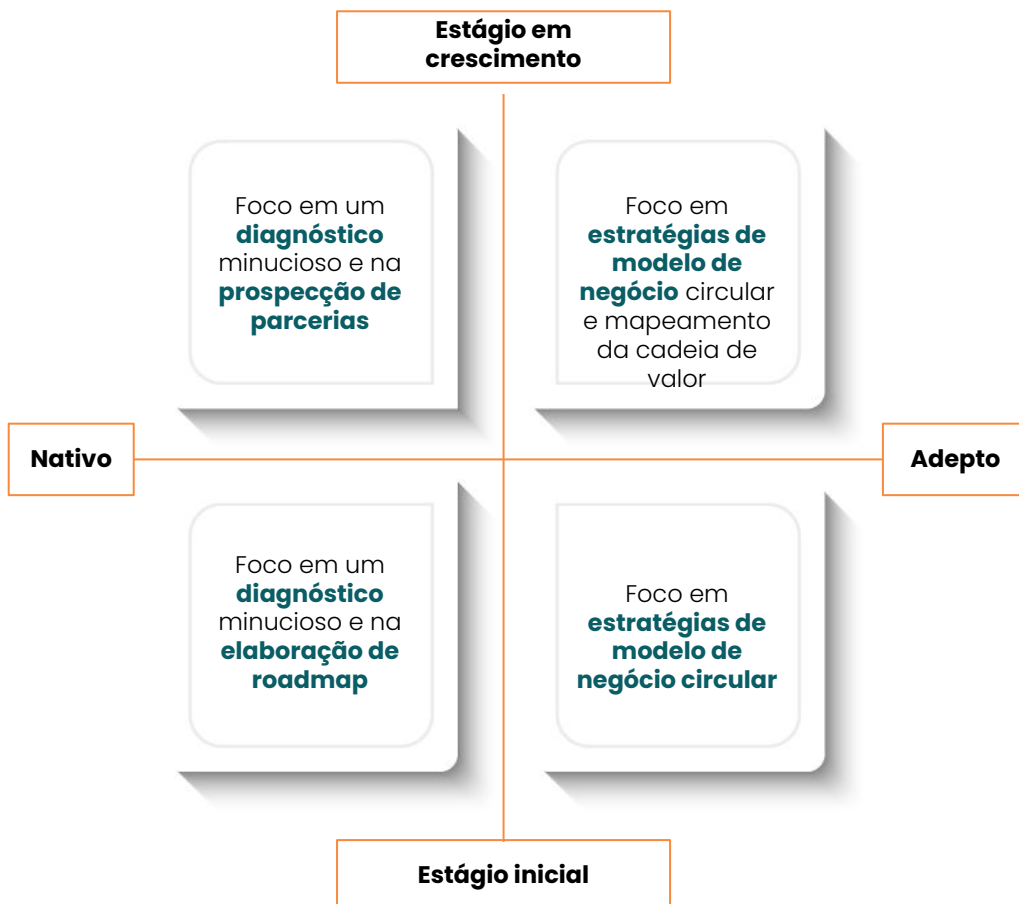 Estágio em
crescimento
Foco em um
diagnóstico
minucioso e na
prospecção de
parcerias
Foco em
estratégias de
modelo de
negócio circular
e mapeamento
da cadeia de
valor
Nativo
Adepto
Foco em um
diagnóstico
minucioso e na
elaboração de
roadmap
Foco em
estratégias de
modelo de
negócio circular
Estágio inicial